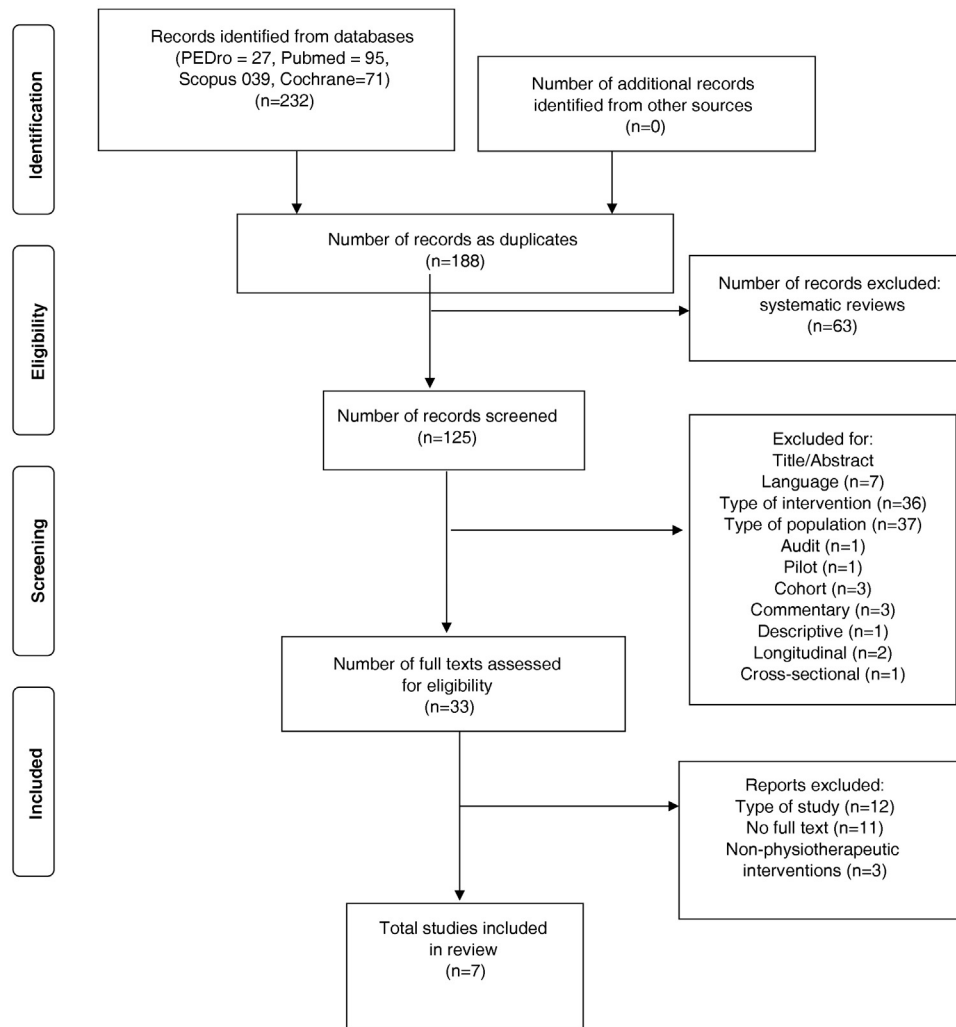 Identification
Records identified from databases
(PEDro = 27, Pubmed = 95,
Scopus 039, Cochrane=71)
(n=232)
Number of additional records
identified from other sources
(n=0)
Number of records as duplicates
(n=188)
Eligibility
Number of records excluded:
systematic reviews
(n=63)
Number of records screened
(n=125)
Screening
Excluded for:
Title/Abstract
Language (n=7)
Type of intervention (n=36)
Type of population (n=37)
Audit (n=1)
Pilot (n=1)
Cohort (n=3)
Commentary (n=3)
Descriptive (n=1)
Longitudinal (n=2)
Cross-sectional (n=1)
Number of full texts assessed
for eligibility
(n=33)
Included
Reports excluded:
Type of study (n=12)
No full text (n=11)
Non-physiotherapeutic
interventions (n=3)
Total studies included
in review
(n=7)